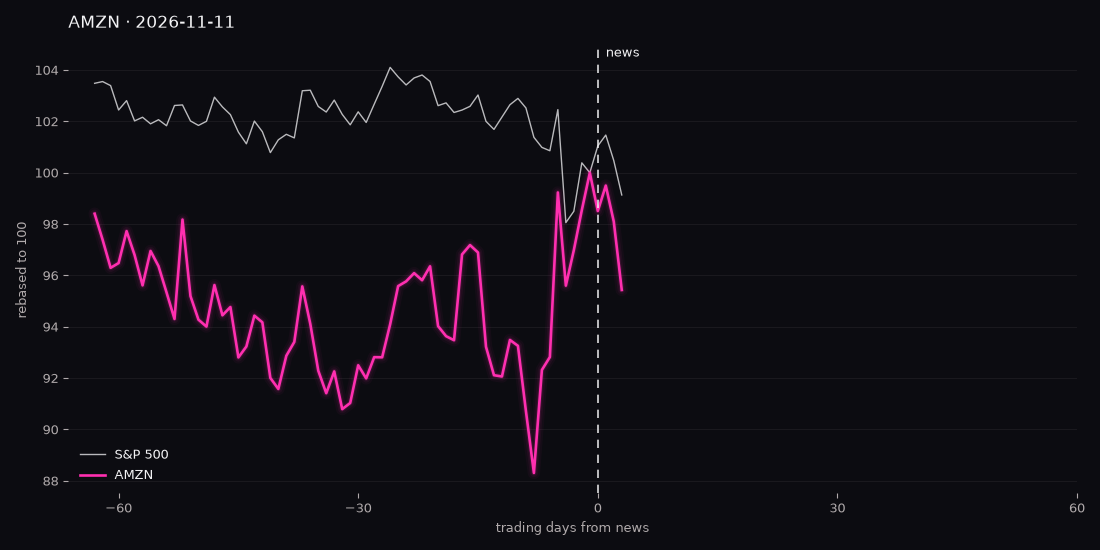 AMZN · 2026-11-11
news
rebased to 100
104
102
100
98
96
94
92
90
88
S&P 500
AMZN
−60
−30
0
30
60
trading days from news